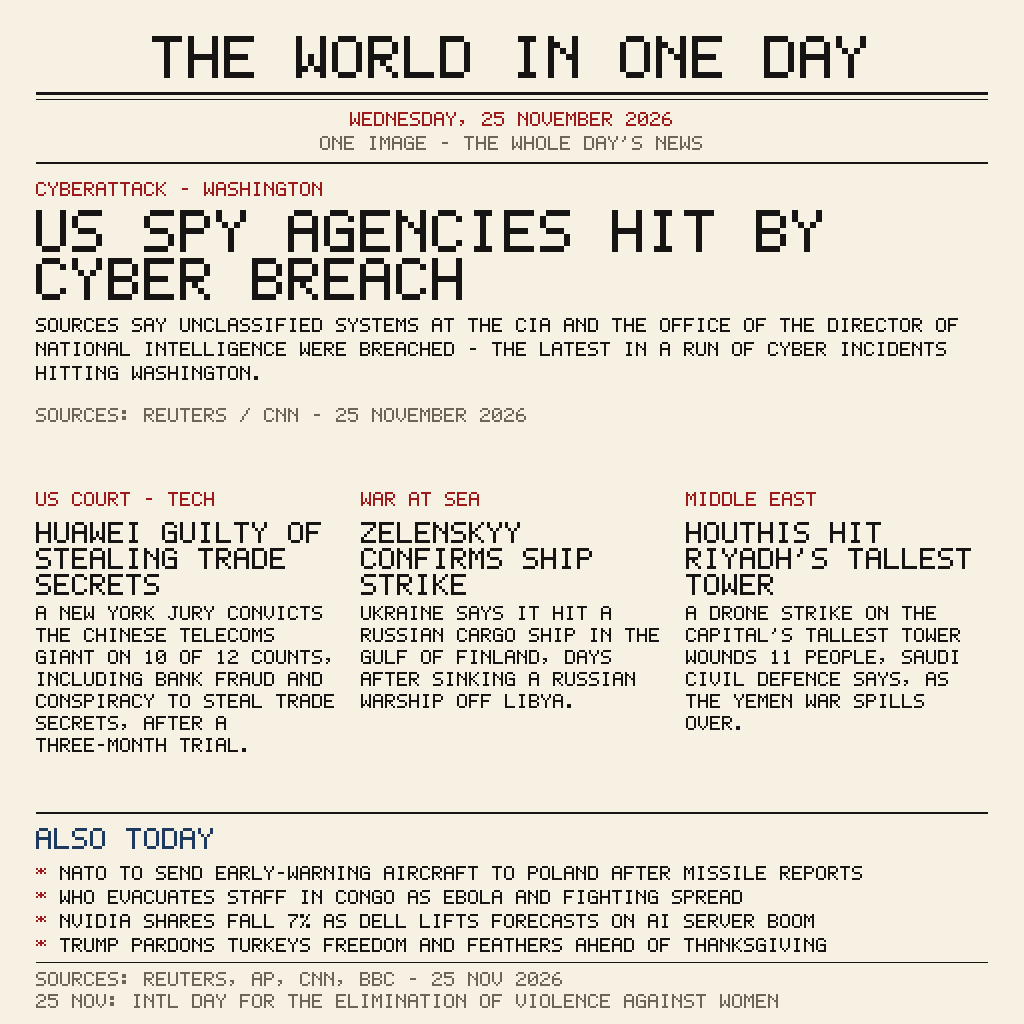 THE WORLD IN ONE DAY
WEDNESDAY, 25 NOVEMBER 2026
ONE IMAGE - THE WHOLE DAY'S NEWS
CYBERATTACK - WASHINGTON
US SPY AGENCIES HIT BY
CYBER BREACH
SOURCES SAY UNCLASSIFIED SYSTEMS AT THE CIA AND THE OFFICE OF THE DIRECTOR OF
NATIONAL INTELLIGENCE WERE BREACHED - THE LATEST IN A RUN OF CYBER INCIDENTS
HITTING WASHINGTON.
SOURCES: REUTERS / CNN - 25 NOVEMBER 2026
US COURT - TECH
HUAWEI GUILTY OF
STEALING TRADE
SECRETS
A NEW YORK JURY CONVICTS
THE CHINESE TELECOMS
GIANT ON 10 OF 12 COUNTS,
INCLUDING BANK FRAUD AND
CONSPIRACY TO STEAL TRADE
SECRETS, AFTER A
THREE-MONTH TRIAL.
WAR AT SEA
ZELENSKYY
CONFIRMS SHIP
STRIKE
UKRAINE SAYS IT HIT A
RUSSIAN CARGO SHIP IN THE
GULF OF FINLAND, DAYS
AFTER SINKING A RUSSIAN
WARSHIP OFF LIBYA.
MIDDLE EAST
HOUTHIS HIT
RIYADH'S TALLEST
TOWER
A DRONE STRIKE ON THE
CAPITAL'S TALLEST TOWER
WOUNDS 11 PEOPLE, SAUDI
CIVIL DEFENCE SAYS, AS
THE YEMEN WAR SPILLS
OVER.
ALSO TODAY
* NATO TO SEND EARLY-WARNING AIRCRAFT TO POLAND AFTER MISSILE REPORTS
* WHO EVACUATES STAFF IN CONGO AS EBOLA AND FIGHTING SPREAD
* NVIDIA SHARES FALL 7% AS DELL LIFTS FORECASTS ON AI SERVER BOOM
* TRUMP PARDONS TURKEYS FREEDOM AND FEATHERS AHEAD OF THANKSGIVING
SOURCES: REUTERS, AP, CNN, BBC - 25 NOV 2026
25 NOV: INTL DAY FOR THE ELIMINATION OF VIOLENCE AGAINST WOMEN